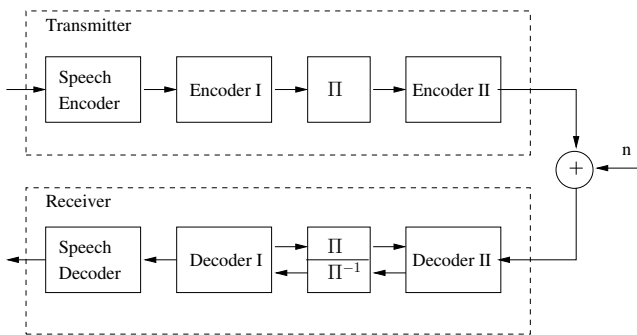 Transmitter
Speech
Encoder
Encoder I
Π
Encoder II
n
+
Receiver
Speech
Decoder
Decoder I
Π
Π⁻¹
Decoder II